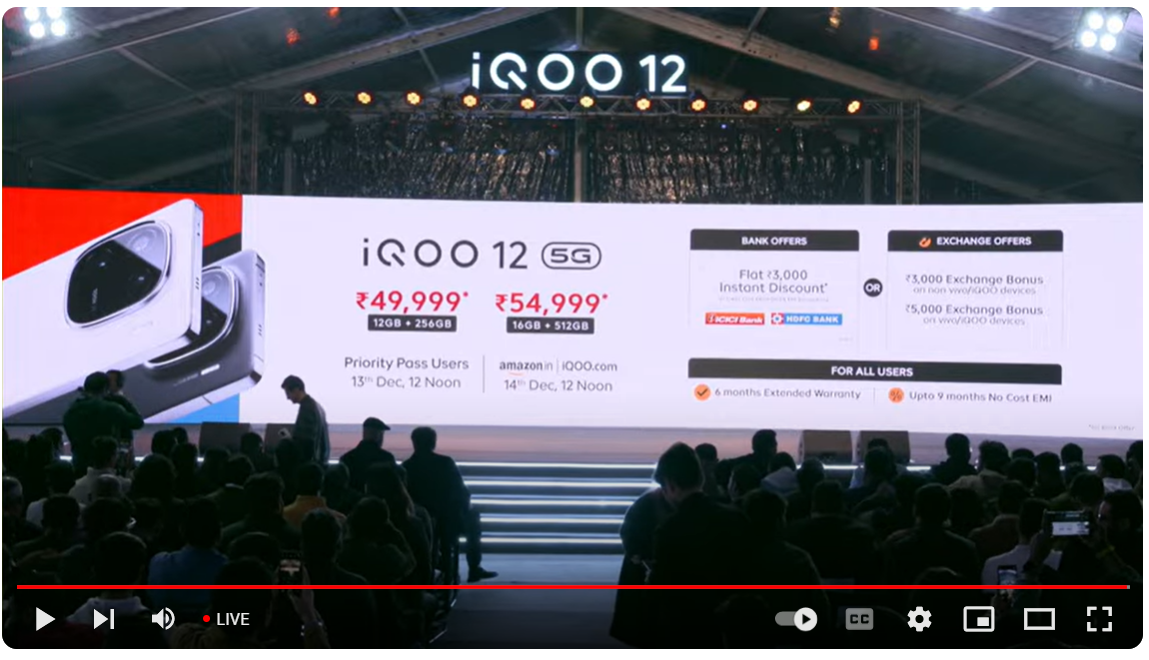 iQOO 12
iQOO 12 5G
₹49,999* ₹54,999*
12GB + 256GB 16GB + 512GB
Priority Pass Users
13th Dec, 12 Noon
amazon.in | iQOO.com
14th Dec, 12 Noon
BANK OFFERS
Flat ₹3,000
Instant Discount*
ICICI Bank HDFC BANK
OR
EXCHANGE OFFERS
₹3,000 Exchange Bonus
on non vivo/iQOO devices
₹5,000 Exchange Bonus
on vivo/iQOO devices
FOR ALL USERS
6 months Extended Warranty
Upto 9 months No Cost EMI
LIVE
CC